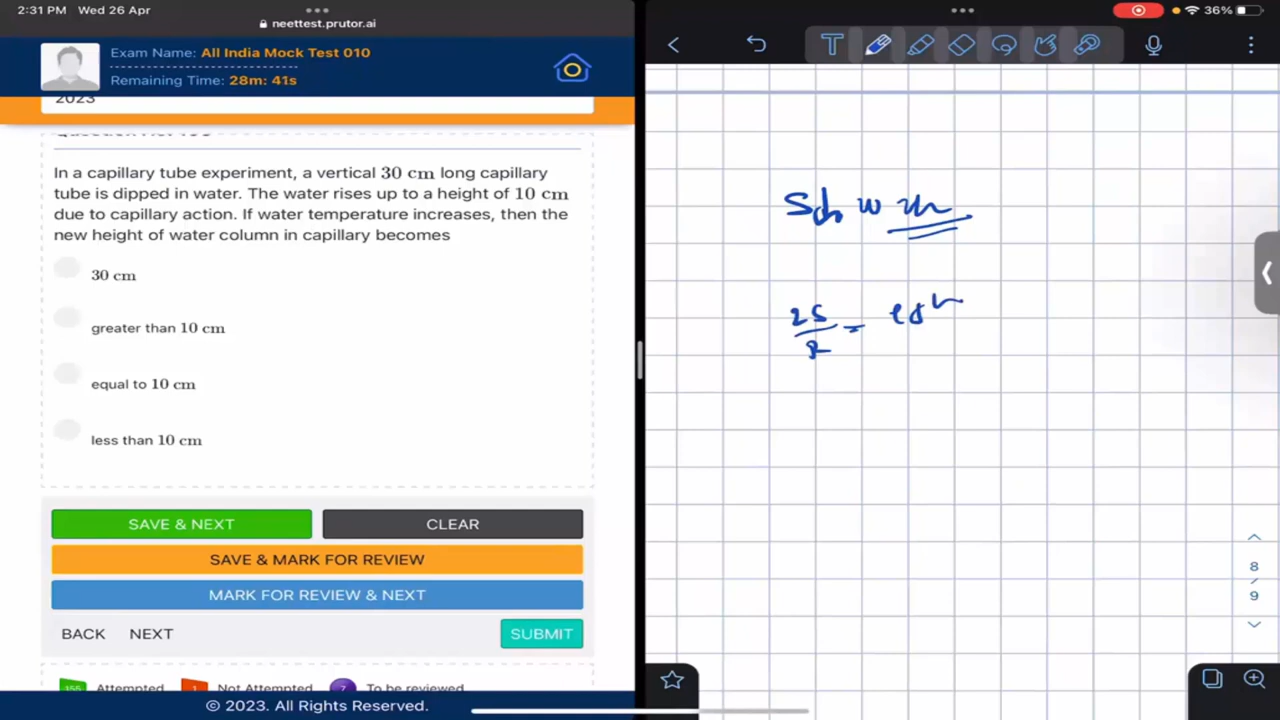 2:31 PM Wed 26 Apr
neettest.prutor.ai
36%
Exam Name: All India Mock Test 010
Remaining Time: 28m: 41s
2023
In a capillary tube experiment, a vertical 30 cm long capillary
tube is dipped in water. The water rises up to a height of 10 cm
due to capillary action. If water temperature increases, then the
new height of water column in capillary becomes
30 cm
greater than 10 cm
equal to 10 cm
less than 10 cm
SAVE & NEXT
CLEAR
SAVE & MARK FOR REVIEW
MARK FOR REVIEW & NEXT
BACK
NEXT
SUBMIT
155 Attempted
1 Not Attempted
7 To be reviewed
© 2023. All Rights Reserved.
T
2S
R
=
8
9